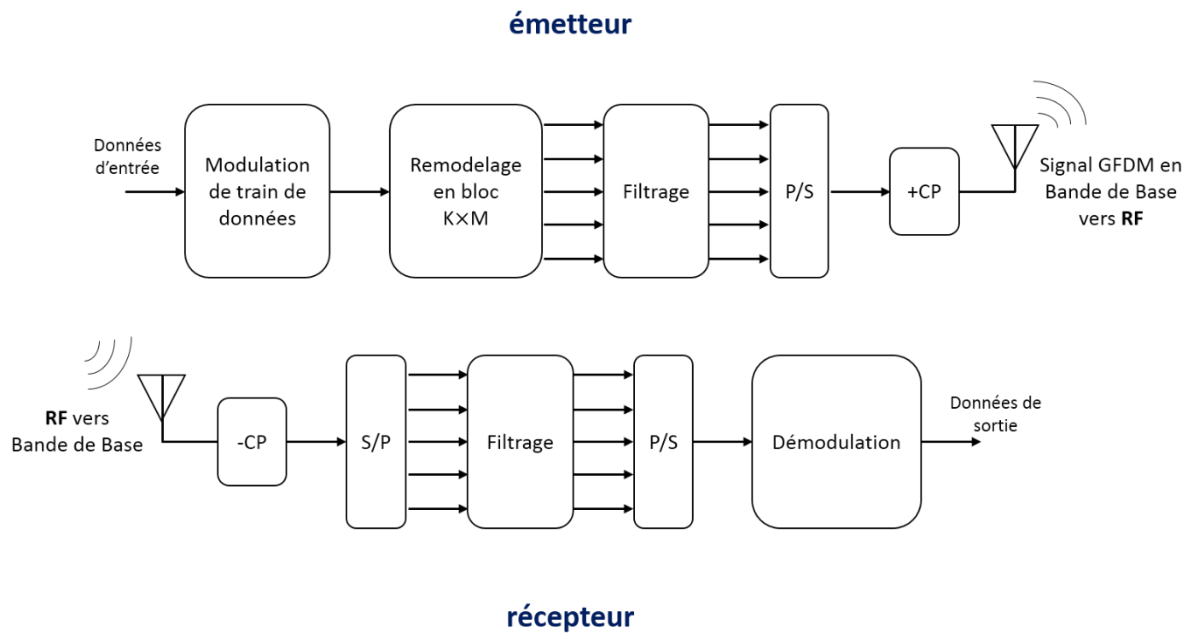 émetteur
Données
d'entrée
Modulation
de train de
données
Remodelage
en bloc
K×M
Filtrage
P/S
+CP
Signal GFDM en
Bande de Base
vers RF
RF vers
Bande de Base
-CP
S/P
Filtrage
P/S
Démodulation
Données de
sortie
récepteur